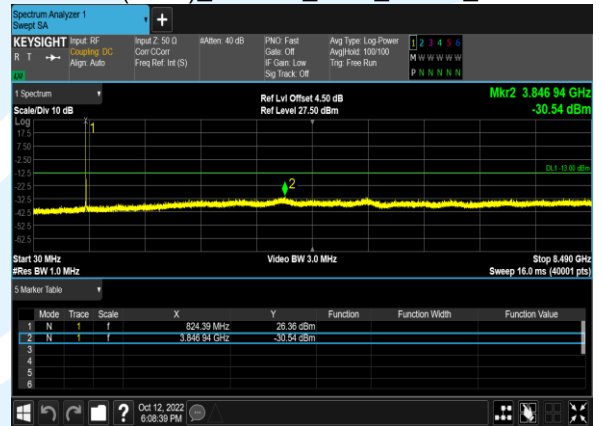 Spectrum Analyzer 1
Swept SA
+
KEYSIGHT Input: RF Input Z: 50 Ω #Atten: 40 dB PNO: Fast Avg Type: Log-Power 1 2 3 4 5 6
R T Coupling: DC Corr CCorr Gate: Off Avg|Hold: 100/100 M W W W W W
Align: Auto Freq Ref: Int (S) IF Gain: Low Trig: Free Run P N N N N N
Sig Track: Off
LU
1 Spectrum Ref Lvl Offset 4.50 dB Mkr2 3.846 94 GHz
Scale/Div 10 dB Ref Level 27.50 dBm -30.54 dBm
Log
17.5
7.50
-2.50
-12.5
-22.5
-32.5
-42.5
-52.5
-62.5
1
2
DL1 -13.00 dBm
Start 30 MHz Video BW 3.0 MHz Stop 8.490 GHz
#Res BW 1.0 MHz Sweep 16.0 ms (40001 pts)
5 Marker Table
Mode Trace Scale X Y Function Function Width Function Value
1 N 1 f 824.39 MHz 26.36 dBm
2 N 1 f 3.846 94 GHz -30.54 dBm
3
4
5
6
? Oct 12, 2022
6:08:39 PM